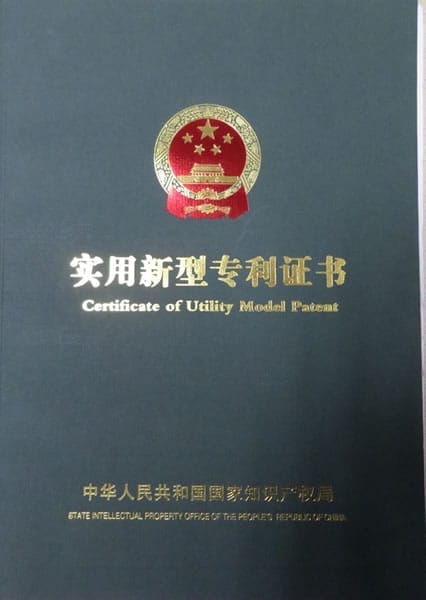 实用新型专利证书
Certificate of Utility Model Patent
中华人民共和国国家知识产权局
STATE INTELLECTUAL PROPERTY OFFICE OF THE PEOPLE'S REPUBLIC OF CHINA